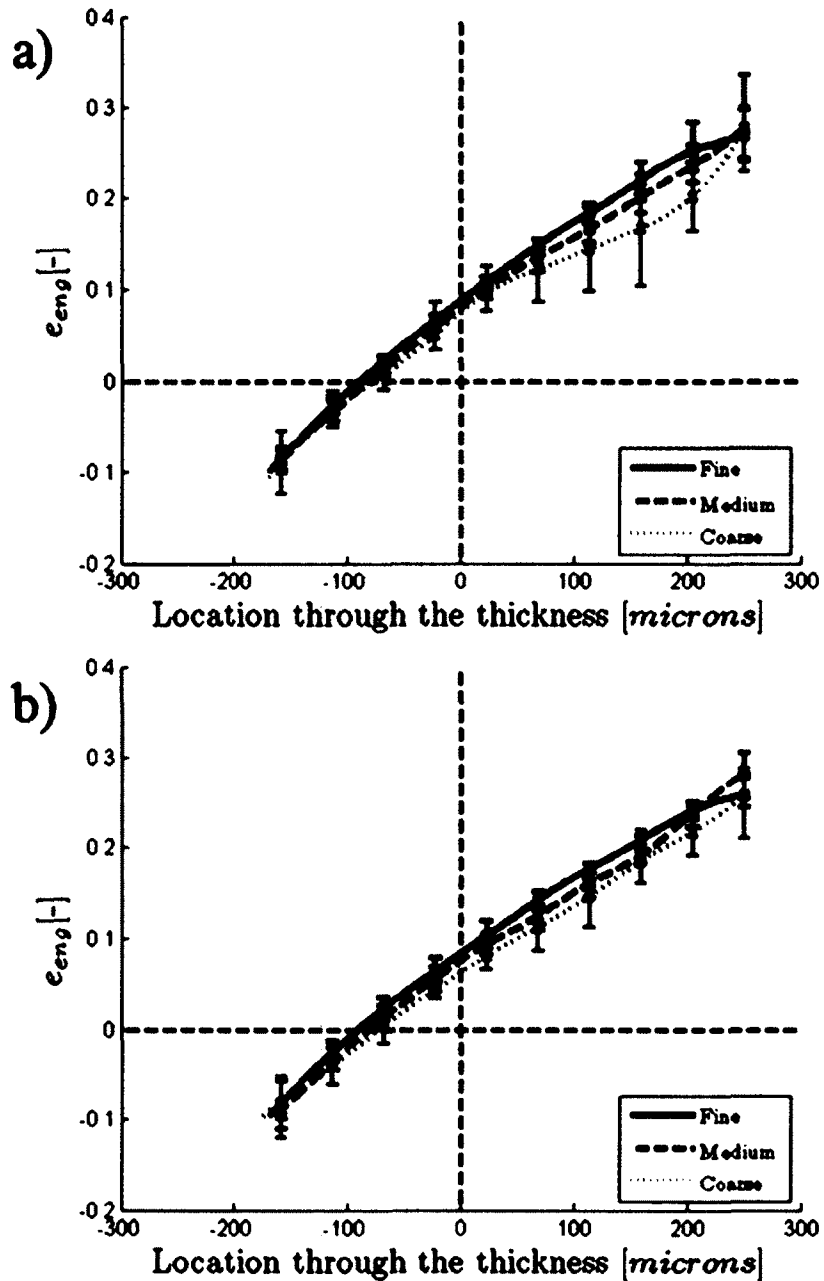 a)
0 4
0 3
0 2
0 1
0
-0 1
-0 2
e_eng[-]
Fine
Medium
Coarse
-300 -200 -100 0 100 200 300
Location through the thickness [microns]
b)
0 4
0.3
0 2
0 1
0
-0 1
-0 2
e_eng[-]
Fine
Medium
Coarse
-300 -200 -100 0 100 200 300
Location through the thickness [microns]